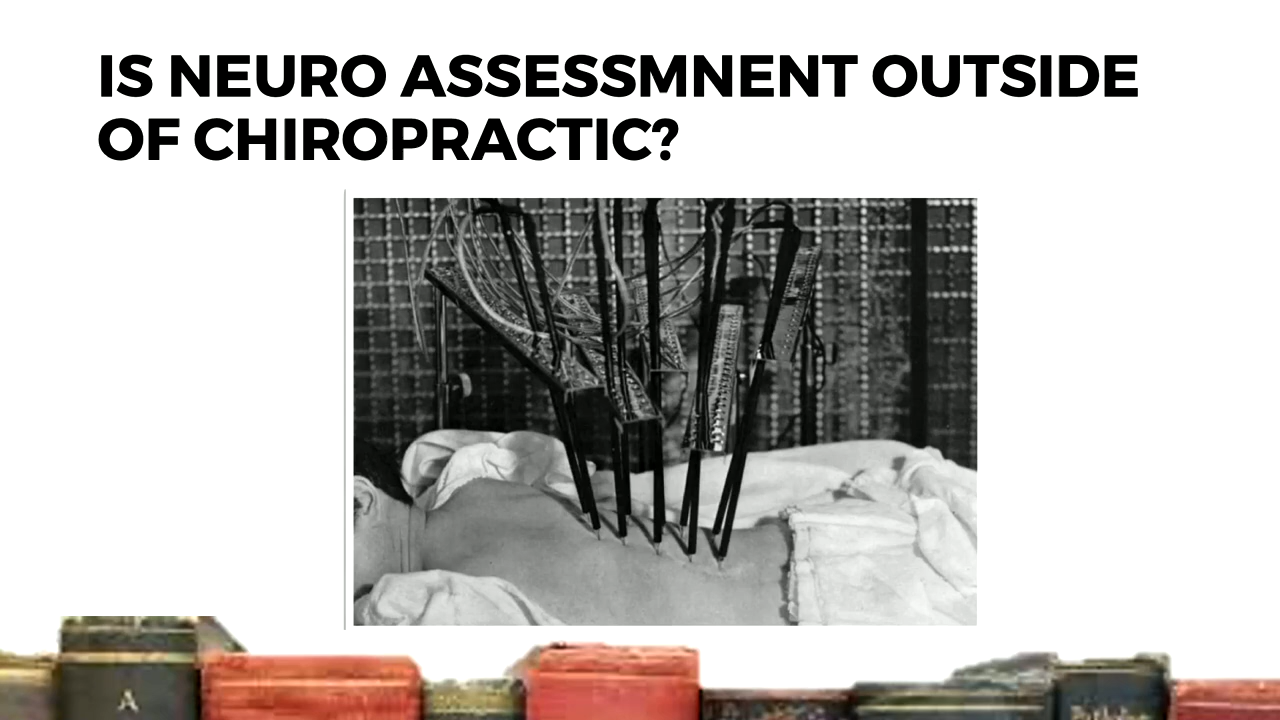 IS NEURO ASSESSMNENT OUTSIDE
OF CHIROPRACTIC?
A